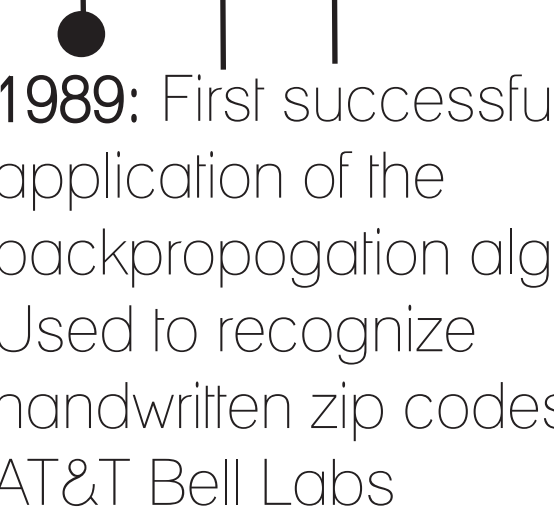 1989: First successfu
application of the
backpropogation alg
Used to recognize
handwritten zip codes
AT&T Bell Labs